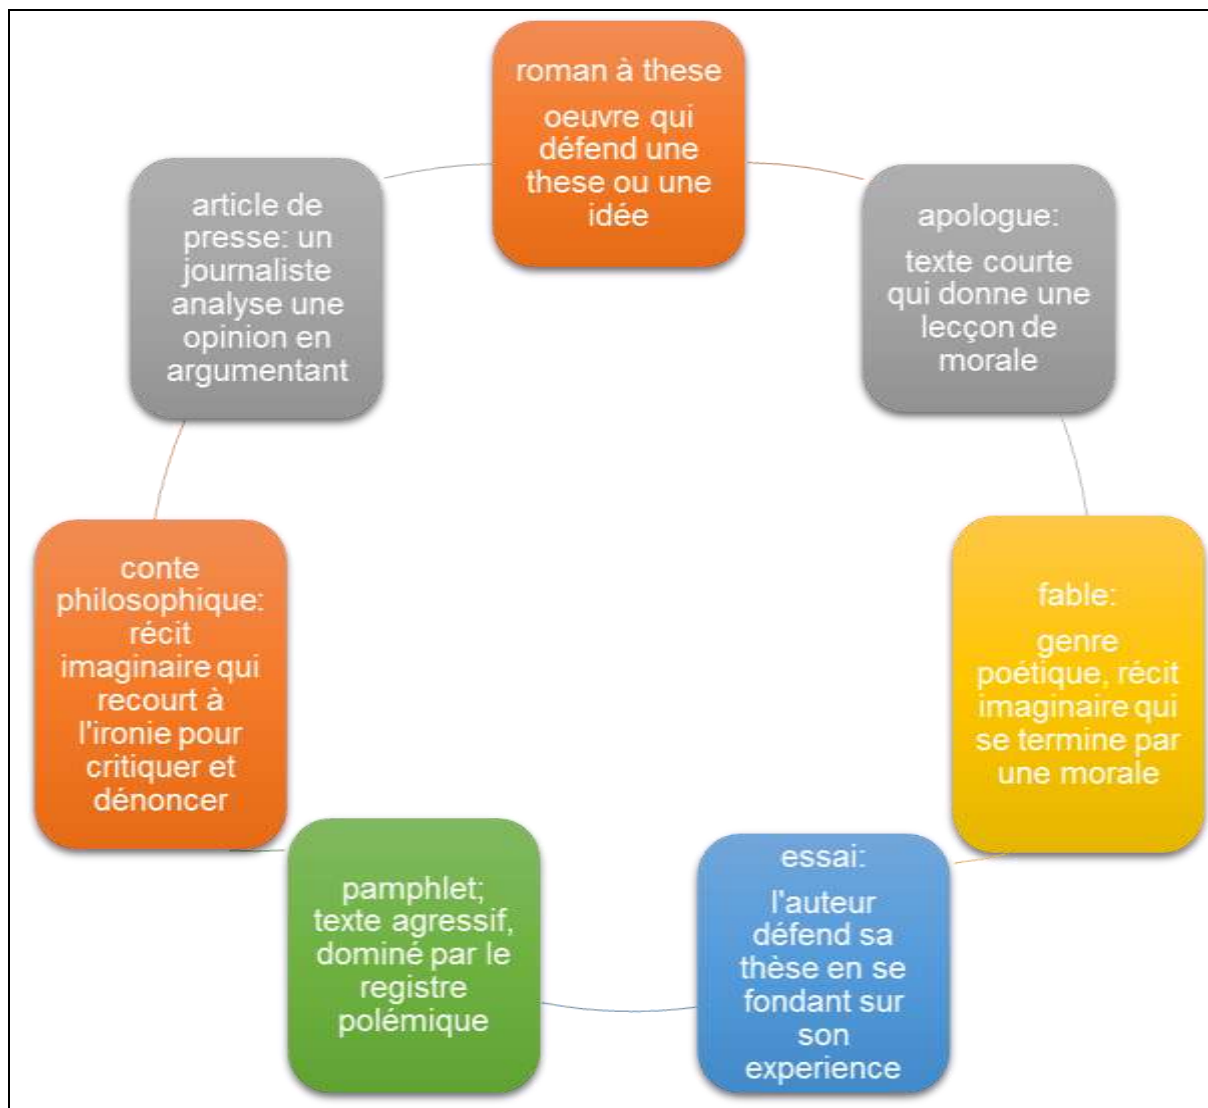 roman à these
oeuvre qui
défend une
these ou une
idée
apologue:
texte courte
qui donne une
lecçon de
morale
fable:
genre
poétique, récit
imaginaire qui
se termine par
une morale
essai:
l'auteur
défend sa
thèse en se
fondant sur
son
experience
pamphlet;
texte agressif,
dominé par le
registre
polémique
conte
philosophique:
récit
imaginaire qui
recourt à
l'ironie pour
critiquer et
dénoncer
article de
presse: un
journaliste
analyse une
opinion en
argumentant